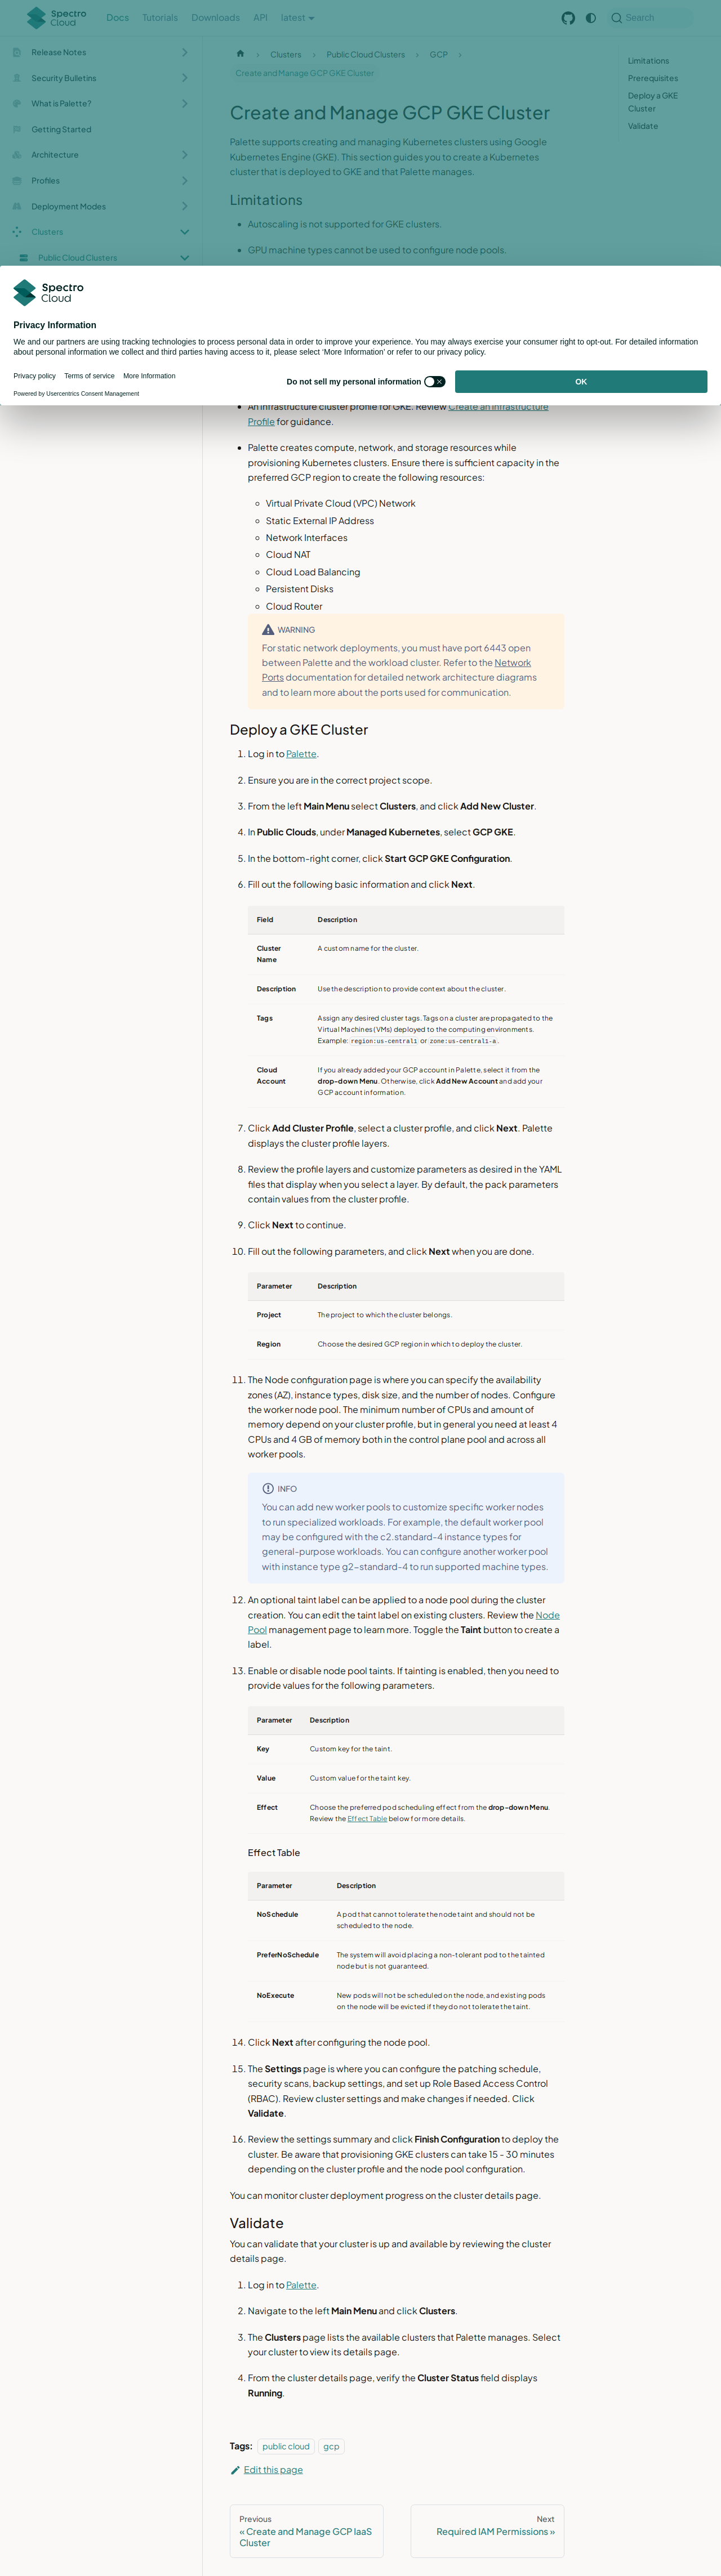 Spectro Cloud
Docs
Tutorials
Downloads
API
latest
Search
Release Notes
Security Bulletins
What is Palette?
Getting Started
Architecture
Profiles
Deployment Modes
Clusters
Public Cloud Clusters
Clusters
Public Cloud Clusters
GCP
Create and Manage GCP GKE Cluster
Limitations
Prerequisites
Deploy a GKE
Cluster
Validate
Create and Manage GCP GKE Cluster
Palette supports creating and managing Kubernetes clusters using Google
Kubernetes Engine (GKE). This section guides you to create a Kubernetes
cluster that is deployed to GKE and that Palette manages.
Limitations
Autoscaling is not supported for GKE clusters.
GPU machine types cannot be used to configure node pools.
Spectro Cloud
Privacy Information
We and our partners are using tracking technologies to process personal data in order to improve your experience. You may always exercise your consumer right to opt-out. For detailed information
about personal information we collect and third parties having access to it, please select ‘More Information’ or refer to our privacy policy.
Privacy policy
Terms of service
More Information
Powered by Usercentrics Consent Management
Do not sell my personal information
OK
An infrastructure cluster profile for GKE. Review Create an Infrastructure
Profile for guidance.
Palette creates compute, network, and storage resources while
provisioning Kubernetes clusters. Ensure there is sufficient capacity in the
preferred GCP region to create the following resources:
Virtual Private Cloud (VPC) Network
Static External IP Address
Network Interfaces
Cloud NAT
Cloud Load Balancing
Persistent Disks
Cloud Router
WARNING
For static network deployments, you must have port 6443 open
between Palette and the workload cluster. Refer to the Network
Ports documentation for detailed network architecture diagrams
and to learn more about the ports used for communication.
Deploy a GKE Cluster
1. Log in to Palette.
2. Ensure you are in the correct project scope.
3. From the left Main Menu select Clusters, and click Add New Cluster.
4. In Public Clouds, under Managed Kubernetes, select GCP GKE.
5. In the bottom-right corner, click Start GCP GKE Configuration.
6. Fill out the following basic information and click Next.
Field Description
Cluster Name A custom name for the cluster.
Description Use the description to provide context about the cluster.
Tags Assign any desired cluster tags. Tags on a cluster are propagated to the
Virtual Machines (VMs) deployed to the computing environments.
Example: region:us-central1 or zone:us-central1-a.
Cloud Account If you already added your GCP account in Palette, select it from the
drop-down Menu. Otherwise, click Add New Account and add your
GCP account information.
7. Click Add Cluster Profile, select a cluster profile, and click Next. Palette
displays the cluster profile layers.
8. Review the profile layers and customize parameters as desired in the YAML
files that display when you select a layer. By default, the pack parameters
contain values from the cluster profile.
9. Click Next to continue.
10. Fill out the following parameters, and click Next when you are done.
Parameter Description
Project The project to which the cluster belongs.
Region Choose the desired GCP region in which to deploy the cluster.
11. The Node configuration page is where you can specify the availability
zones (AZ), instance types, disk size, and the number of nodes. Configure
the worker node pool. The minimum number of CPUs and amount of
memory depend on your cluster profile, but in general you need at least 4
CPUs and 4 GB of memory both in the control plane pool and across all
worker pools.
INFO
You can add new worker pools to customize specific worker nodes
to run specialized workloads. For example, the default worker pool
may be configured with the c2.standard-4 instance types for
general-purpose workloads. You can configure another worker pool
with instance type g2-standard-4 to run supported machine types.
12. An optional taint label can be applied to a node pool during the cluster
creation. You can edit the taint label on existing clusters. Review the Node
Pool management page to learn more. Toggle the Taint button to create a
label.
13. Enable or disable node pool taints. If tainting is enabled, then you need to
provide values for the following parameters.
Parameter Description
Key Custom key for the taint.
Value Custom value for the taint key.
Effect Choose the preferred pod scheduling effect from the drop-down Menu.
Review the Effect Table below for more details.
Effect Table
Parameter Description
NoSchedule A pod that cannot tolerate the node taint and should not be
scheduled to the node.
PreferNoSchedule The system will avoid placing a non-tolerant pod to the tainted
node but is not guaranteed.
NoExecute New pods will not be scheduled on the node, and existing pods
on the node will be evicted if they do not tolerate the taint.
14. Click Next after configuring the node pool.
15. The Settings page is where you can configure the patching schedule,
security scans, backup settings, and set up Role Based Access Control
(RBAC). Review cluster settings and make changes if needed. Click
Validate.
16. Review the settings summary and click Finish Configuration to deploy the
cluster. Be aware that provisioning GKE clusters can take 15 - 30 minutes
depending on the cluster profile and the node pool configuration.
You can monitor cluster deployment progress on the cluster details page.
Validate
You can validate that your cluster is up and available by reviewing the cluster
details page.
1. Log in to Palette.
2. Navigate to the left Main Menu and click Clusters.
3. The Clusters page lists the available clusters that Palette manages. Select
your cluster to view its details page.
4. From the cluster details page, verify the Cluster Status field displays
Running.
Tags: public cloud gcp
Edit this page
Previous
« Create and Manage GCP IaaS
Cluster
Next
Required IAM Permissions »